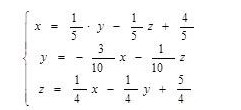 x = 1/5 · y − 1/5 z + 4/5
y = − 3/10 x − 1/10 z
z = 1/4 x − 1/4 y + 5/4